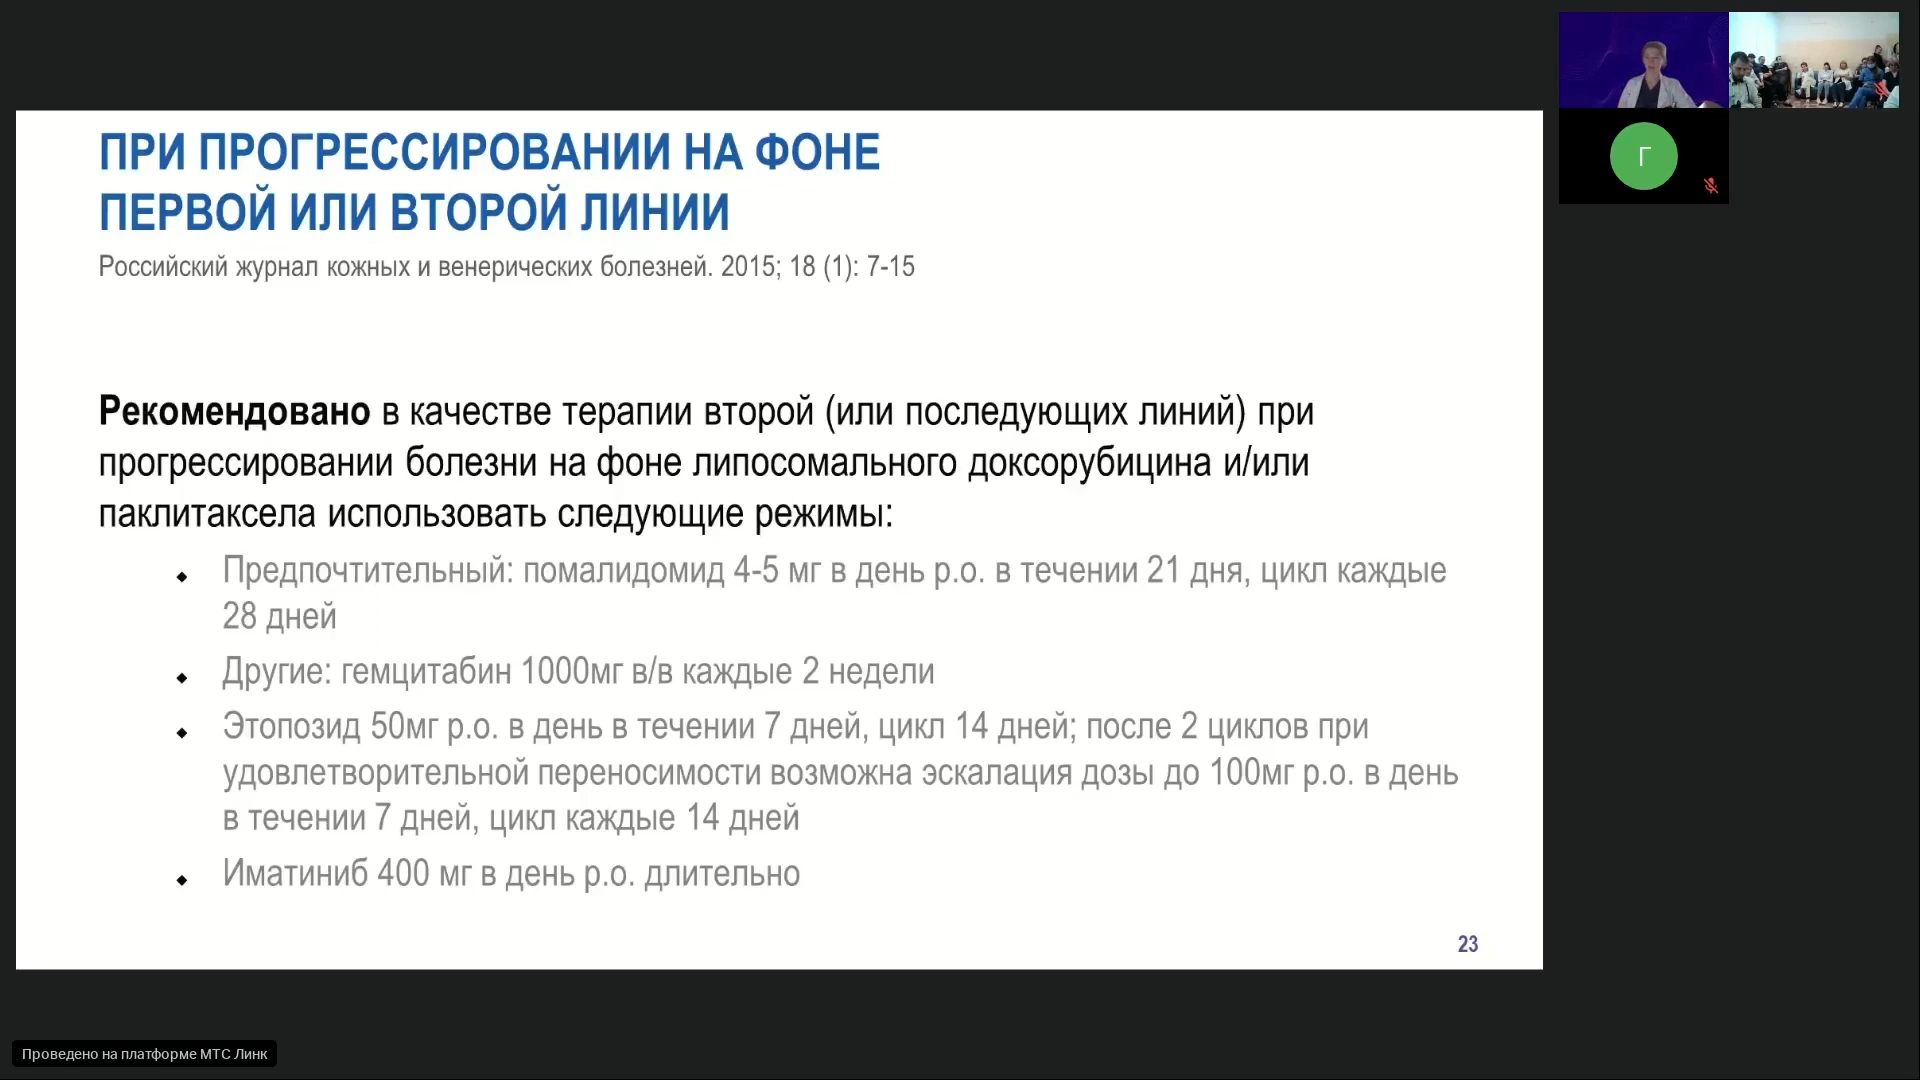 ПРИ ПРОГРЕССИРОВАНИИ НА ФОНЕ
ПЕРВОЙ ИЛИ ВТОРОЙ ЛИНИИ
Российский журнал кожных и венерических болезней. 2015; 18 (1): 7-15
Рекомендовано в качестве терапии второй (или последующих линий) при
прогрессировании болезни на фоне липосомального доксорубицина и/или
паклитаксела использовать следующие режимы:
Предпочтительный: помалидомид 4-5 мг в день р.о. в течении 21 дня, цикл каждые
28 дней
Другие: гемцитабин 1000мг в/в каждые 2 недели
Этопозид 50мг р.о. в день в течении 7 дней, цикл 14 дней; после 2 циклов при
удовлетворительной переносимости возможна эскалация дозы до 100мг р.о. в день
в течении 7 дней, цикл каждые 14 дней
Иматиниб 400 мг в день р.о. длительно
23
Г
Проведено на платформе МТС Линк